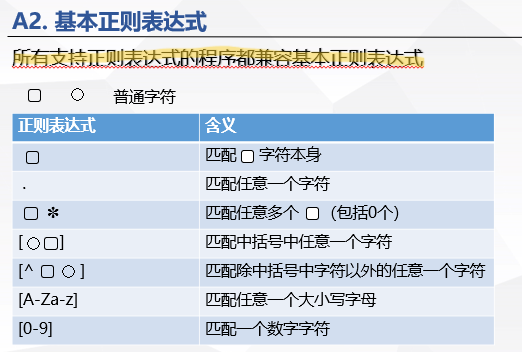 A2. 基本正则表达式
所有支持正则表达式的程序都兼容基本正则表达式
▢ ○ 普通字符
正则表达式 含义
▢ 匹配▢字符本身
. 匹配任意一个字符
▢ * 匹配任意多个 ▢ (包括0个)
[○▢] 匹配中括号中任意一个字符
[^ ▢ ○ ] 匹配除中括号中字符以外的任意一个字符
[A-Za-z] 匹配任意一个大小写字母
[0-9] 匹配一个数字字符